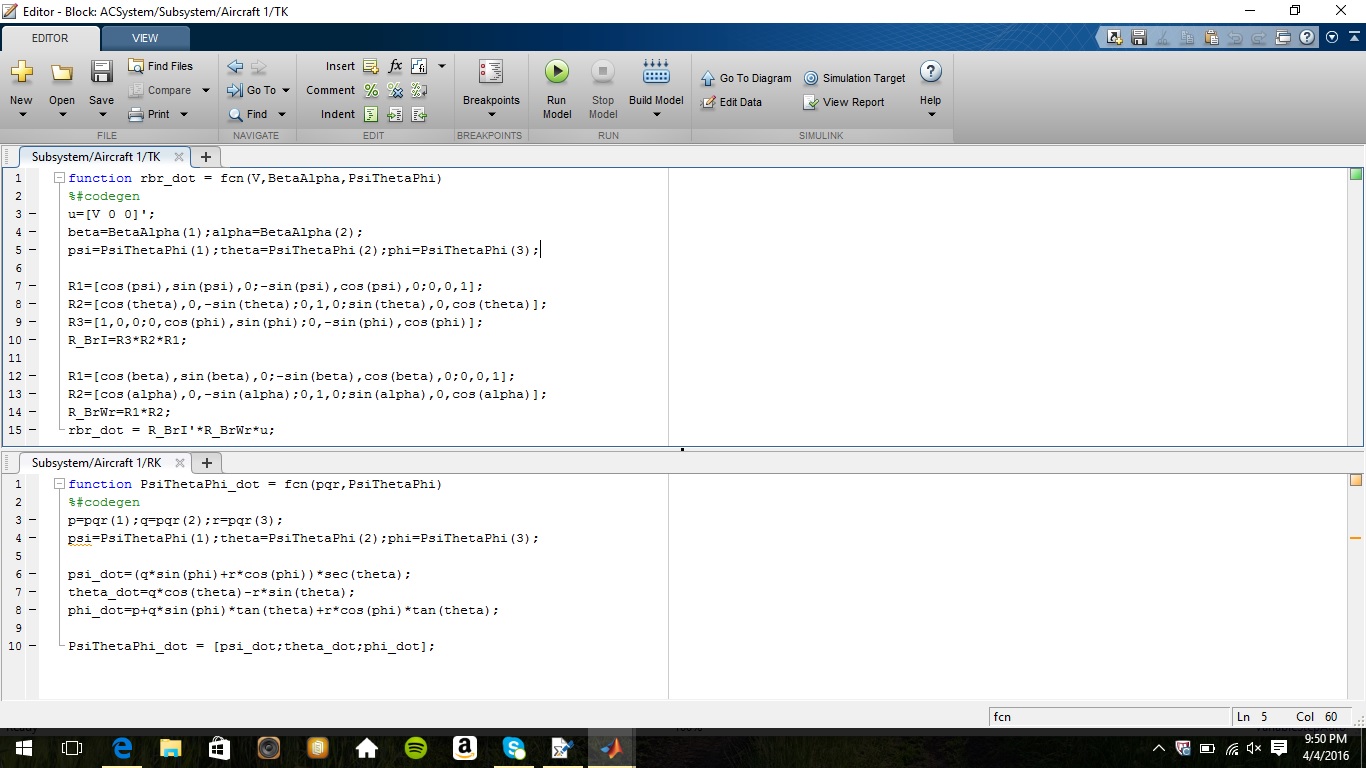 Editor - Block: ACSystem/Subsystem/Aircraft 1/TK
EDITOR VIEW
New Open Save Find Files Compare Print
FILE
Go To Find
NAVIGATE
Insert fx
Comment
Indent
EDIT
Breakpoints
BREAKPOINTS
Run Model Stop Model Build Model
RUN
Go To Diagram Simulation Target
Edit Data View Report Help
SIMULINK
Subsystem/Aircraft 1/TK
1 function rbr_dot = fcn(V,BetaAlpha,PsiThetaPhi)
2 %#codegen
3 – u=[V 0 0]';
4 – beta=BetaAlpha(1);alpha=BetaAlpha(2);
5 – psi=PsiThetaPhi(1);theta=PsiThetaPhi(2);phi=PsiThetaPhi(3);
6
7 – R1=[cos(psi),sin(psi),0;-sin(psi),cos(psi),0;0,0,1];
8 – R2=[cos(theta),0,-sin(theta);0,1,0;sin(theta),0,cos(theta)];
9 – R3=[1,0,0;0,cos(phi),sin(phi);0,-sin(phi),cos(phi)];
10 – R_BrI=R3*R2*R1;
11
12 – R1=[cos(beta),sin(beta),0;-sin(beta),cos(beta),0;0,0,1];
13 – R2=[cos(alpha),0,-sin(alpha);0,1,0;sin(alpha),0,cos(alpha)];
14 – R_BrWr=R1*R2;
15 – rbr_dot = R_BrI'*R_BrWr*u;
Subsystem/Aircraft 1/RK
1 function PsiThetaPhi_dot = fcn(pqr,PsiThetaPhi)
2 %#codegen
3 – p=pqr(1);q=pqr(2);r=pqr(3);
4 – psi=PsiThetaPhi(1);theta=PsiThetaPhi(2);phi=PsiThetaPhi(3);
5
6 – psi_dot=(q*sin(phi)+r*cos(phi))*sec(theta);
7 – theta_dot=q*cos(theta)-r*sin(theta);
8 – phi_dot=p+q*sin(phi)*tan(theta)+r*cos(phi)*tan(theta);
9
10 – PsiThetaPhi_dot = [psi_dot;theta_dot;phi_dot];
fcn Ln 5 Col 60
9:50 PM
4/4/2016